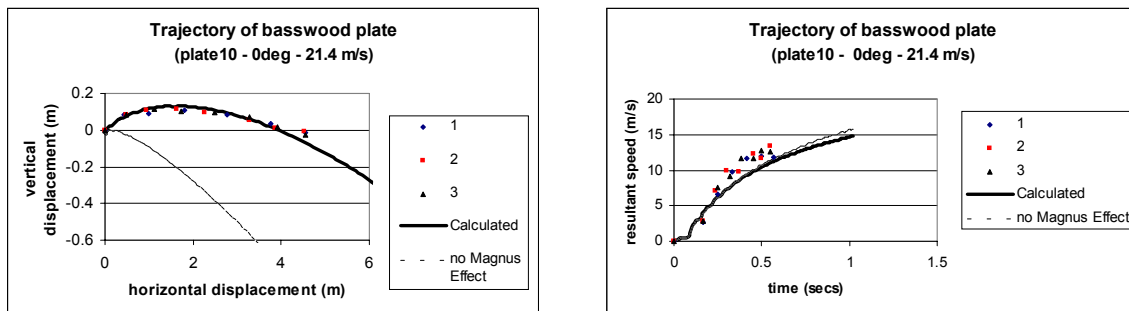 Trajectory of basswood plate
(plate10 - 0deg - 21.4 m/s)
vertical
displacement (m)
0.2
0
-0.2
-0.4
-0.6
0
2
4
6
horizontal displacement (m)
1
2
3
Calculated
no Magnus
Effect
Trajectory of basswood plate
(plate10 - 0deg - 21.4 m/s)
resultant speed (m/s)
20
15
10
5
0
0
0.5
1
1.5
time (secs)
1
2
3
Calculated
no Magnus Effect